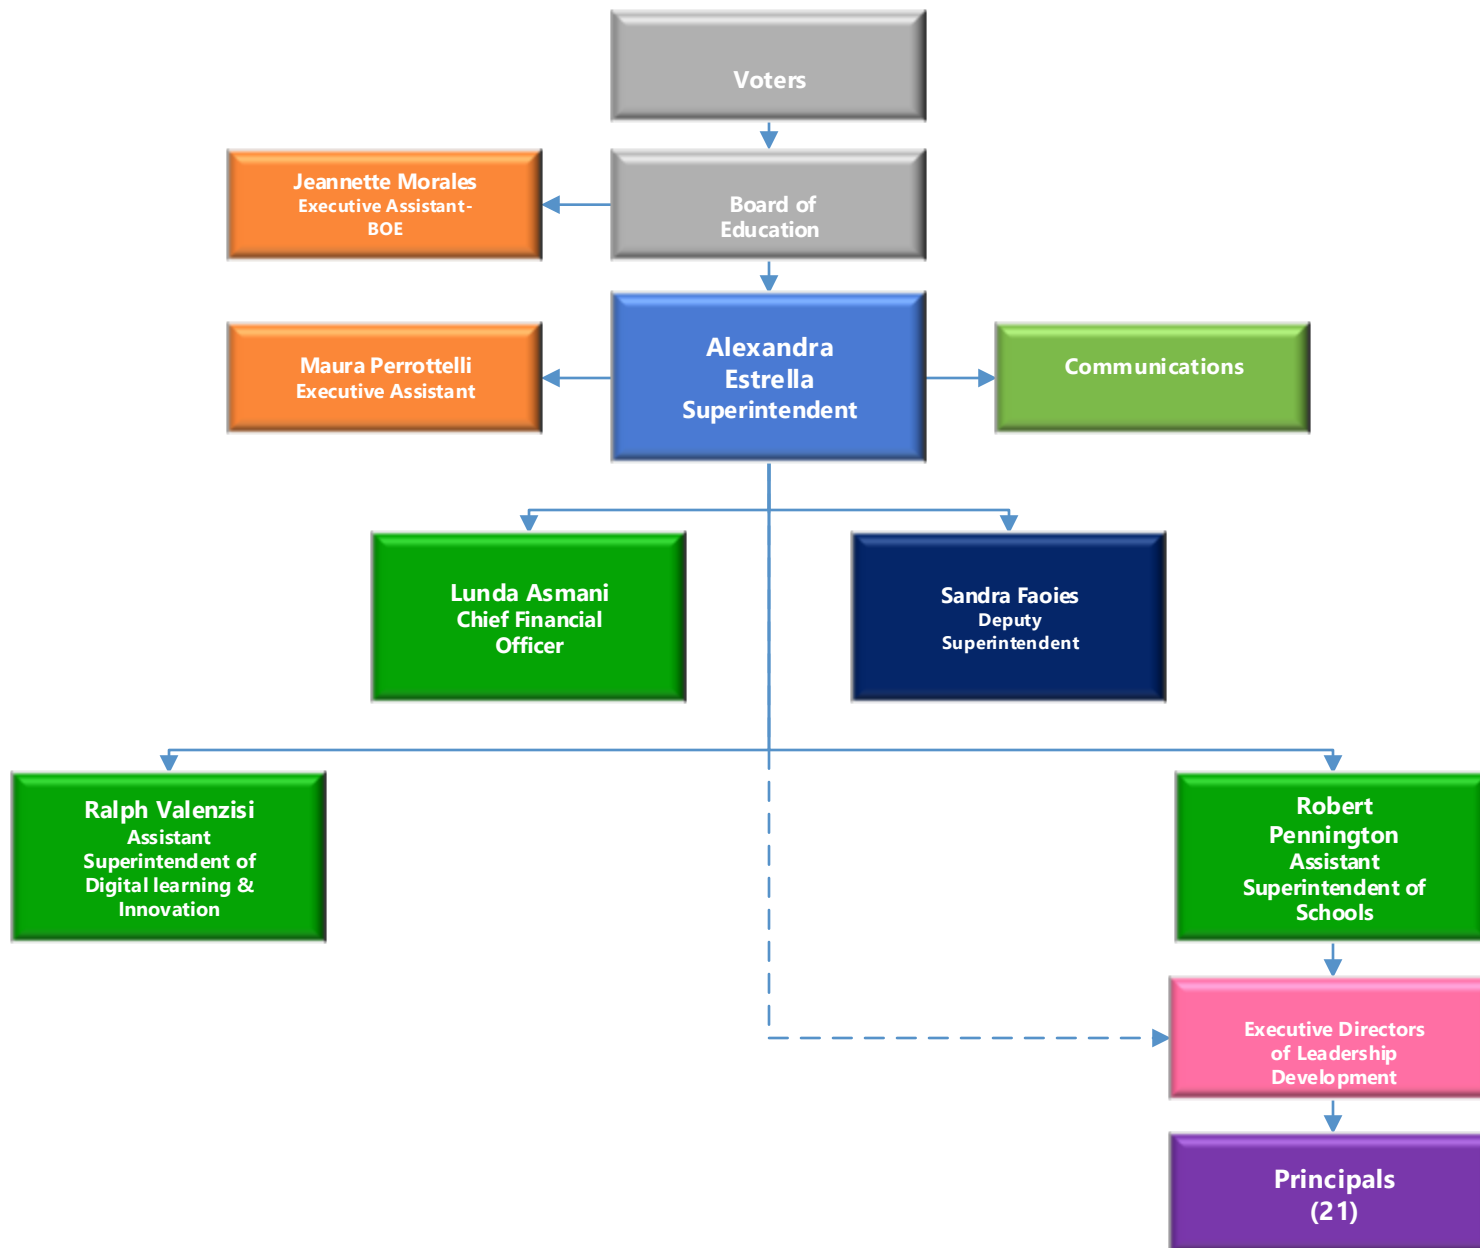 Voters
Jeannette Morales
Executive Assistant-
BOE
Board of
Education
Maura Perrottelli
Executive Assistant
Alexandra
Estrella
Superintendent
Communications
Lunda Asmani
Chief Financial
Officer
Sandra Faoies
Deputy
Superintendent
Ralph Valenzisi
Assistant
Superintendent of
Digital learning &
Innovation
Robert
Pennington
Assistant
Superintendent of
Schools
Executive Directors
of Leadership
Development
Principals
(21)